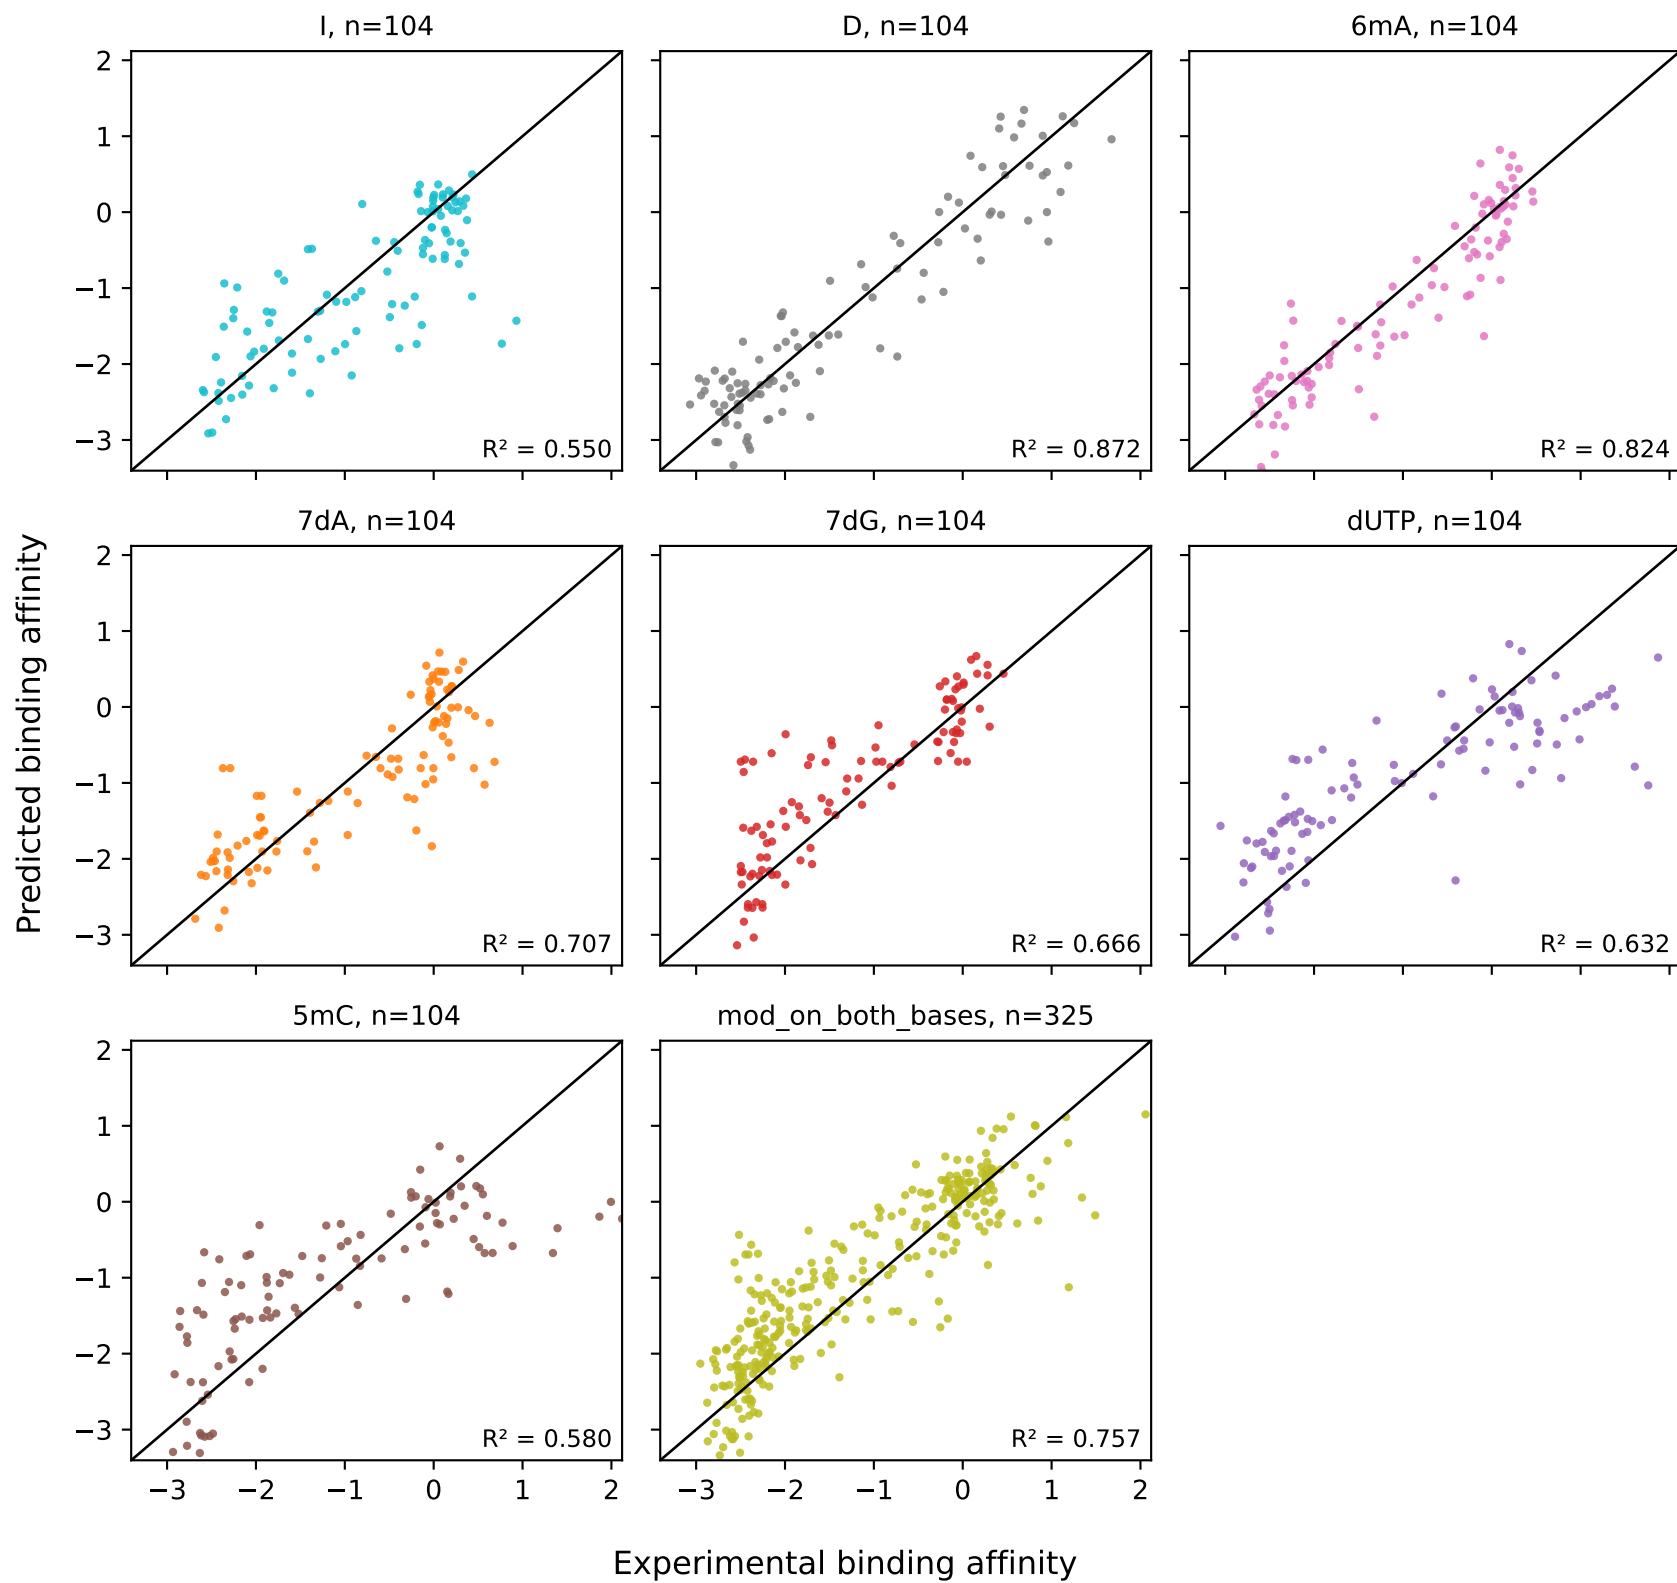 I, n=104
D, n=104
6mA, n=104
2
1
0
−1
−2
−3
R² = 0.550
R² = 0.872
R² = 0.824
7dA, n=104
7dG, n=104
dUTP, n=104
2
1
0
−1
−2
−3
R² = 0.707
R² = 0.666
R² = 0.632
Predicted binding affinity
5mC, n=104
mod_on_both_bases, n=325
2
1
0
−1
−2
−3
R² = 0.580
R² = 0.757
−3 −2 −1 0 1 2
−3 −2 −1 0 1 2
Experimental binding affinity